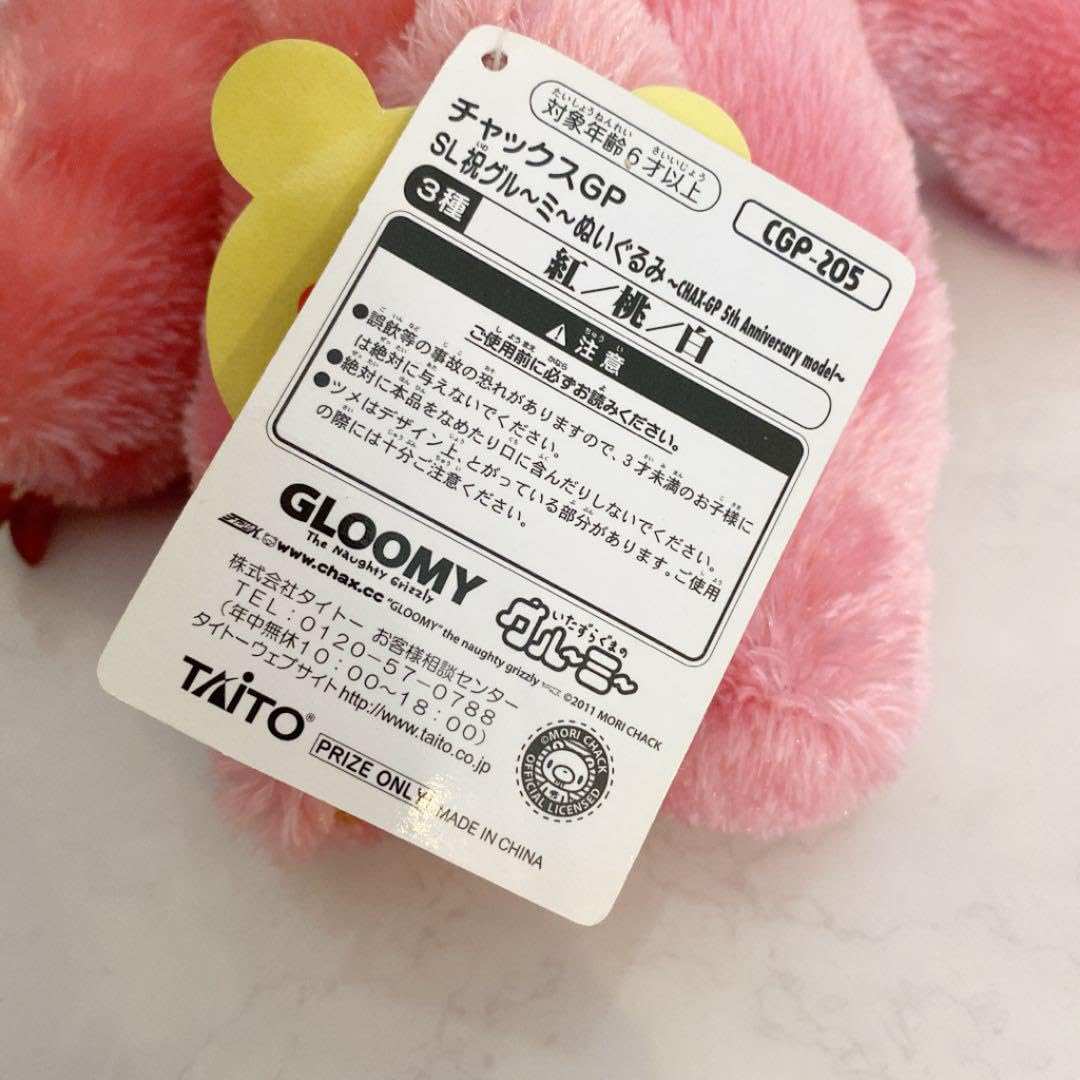 対象年齢6才以上
CGP-205
チャックスGP
SL祝グル〜ミ〜ぬいぐるみ~CHAX-GP 5th Anniversary model~
3種
紅／桃／白
注意
ご使用前に必ずお読みください。
●誤飲等の事故の恐れがありますので、3才未満のお子様に
は絶対に与えないでください。
●絶対に本品をなめたり口に含んだりしないでください。
●ツメはデザイン上、とがっている部分があります。ご使用
の際には十分ご注意ください。
GLOOMY
The Naughty Grizzly
いたずらぐまの
グル〜ミ〜
www.chax.cc
"GLOOMY" the naughty grizzly ©2011 MORI CHACK
株式会社タイトー お客様相談センター
TEL：0120-57-0788
（年中無休10：00～18：00）
タイトーウェブサイトhttp://www.taito.co.jp
TAITO®
PRIZE ONLY
MADE IN CHINA
©MORI CHACK
OFFICIAL LICENSED